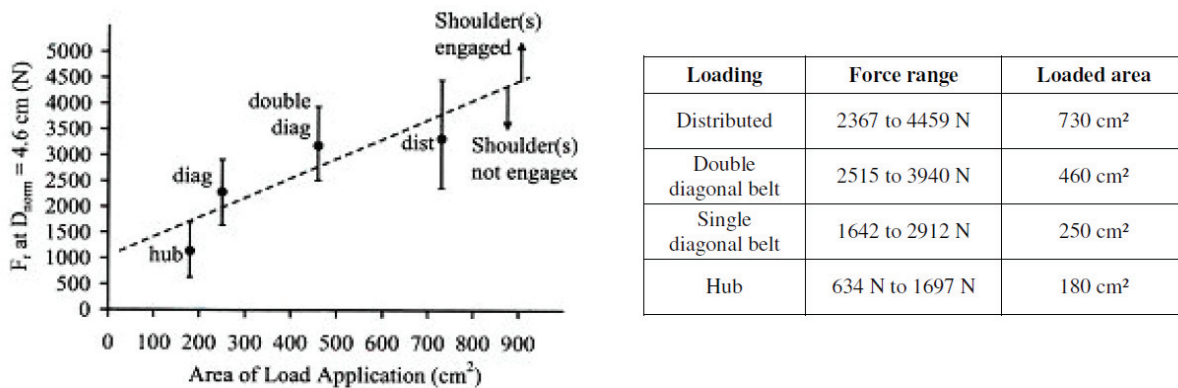 Shoulder(s)
engaged
5000
4500
4000
3500
3000
2500
2000
1500
1000
500
0
F_r at D_norm = 4.6 cm (N)
double
diag
dist
diag
hub
Shoulder(s)
not engaged
0 100 200 300 400 500 600 700 800 900
Area of Load Application (cm²)
Loading Force range Loaded area
Distributed 2367 to 4459 N 730 cm²
Double
diagonal belt 2515 to 3940 N 460 cm²
Single
diagonal belt 1642 to 2912 N 250 cm²
Hub 634 N to 1697 N 180 cm²